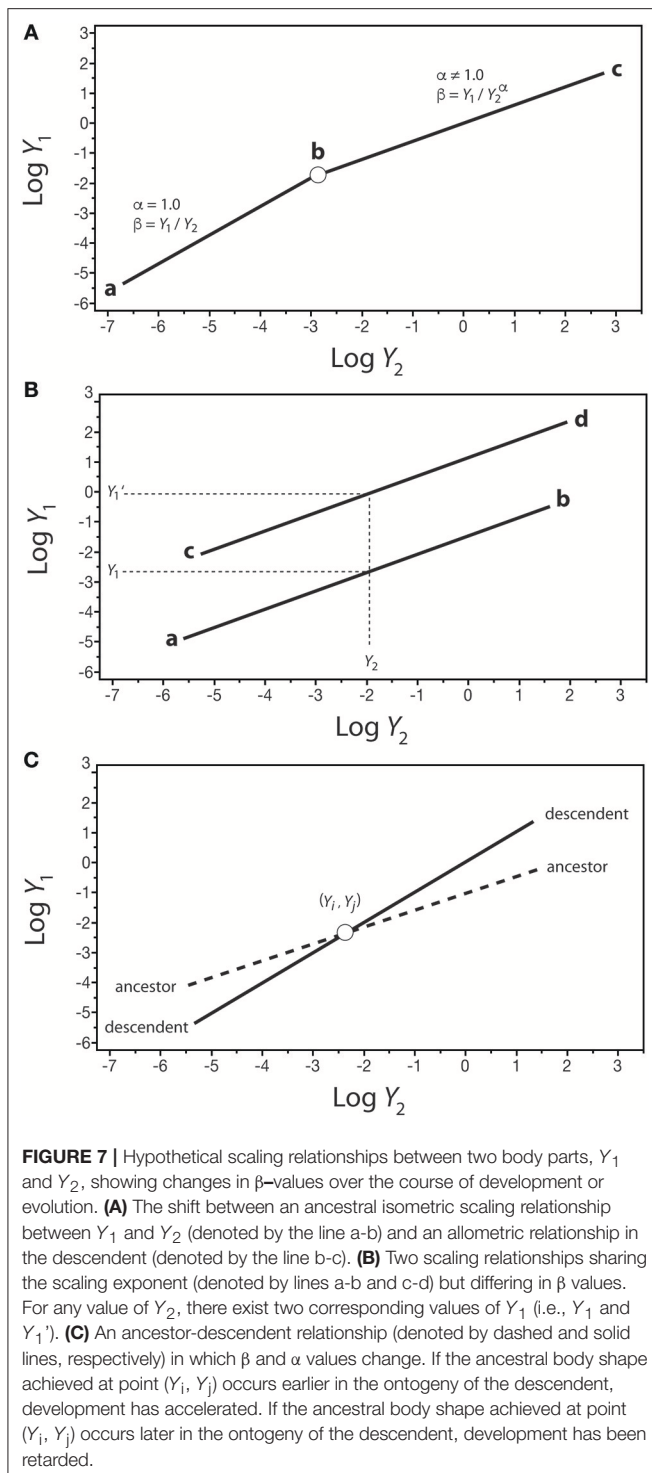 A
3
2
1
0
-1
-2
-3
-4
-5
-6
Log Y1
α ≠ 1.0
β = Y1 / Y2^α
c
b
α = 1.0
β = Y1 / Y2
a
-7 -6 -5 -4 -3 -2 -1 0 1 2 3
Log Y2
B
3
2
1
0
-1
-2
-3
-4
-5
-6
Log Y1
d
Y1'
b
c
Y1
a
Y2
-7 -6 -5 -4 -3 -2 -1 0 1 2 3
Log Y2
C
3
2
1
0
-1
-2
-3
-4
-5
-6
Log Y1
descendent
ancestor
(Yi, Yj)
ancestor
descendent
-7 -6 -5 -4 -3 -2 -1 0 1 2 3
Log Y2
FIGURE 7 | Hypothetical scaling relationships between two body parts, Y1
and Y2, showing changes in β–values over the course of development or
evolution. (A) The shift between an ancestral isometric scaling relationship
between Y1 and Y2 (denoted by the line a-b) and an allometric relationship in
the descendent (denoted by the line b-c). (B) Two scaling relationships sharing
the scaling exponent (denoted by lines a-b and c-d) but differing in β values.
For any value of Y2, there exist two corresponding values of Y1 (i.e., Y1 and
Y1'). (C) An ancestor-descendent relationship (denoted by dashed and solid
lines, respectively) in which β and α values change. If the ancestral body shape
achieved at point (Yi, Yj) occurs earlier in the ontogeny of the descendent,
development has accelerated. If the ancestral body shape achieved at point
(Yi, Yj) occurs later in the ontogeny of the descendent, development has been
retarded.